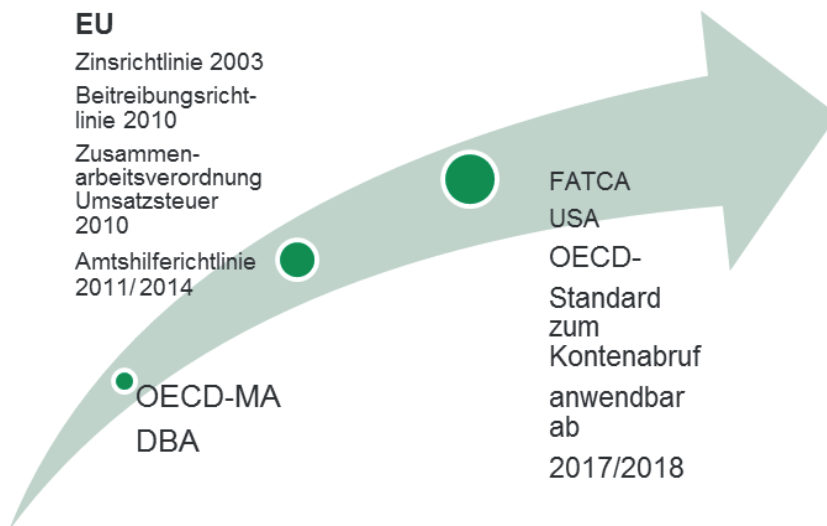 EU
Zinsrichtlinie 2003
Beitreibungsricht-
linie 2010
Zusammen-
arbeitsverordnung
Umsatzsteuer
2010
Amtshilferichtlinie
2011/2014
OECD-MA
DBA
FATCA
USA
OECD-
Standard
zum
Kontenabruf
anwendbar
ab
2017/2018